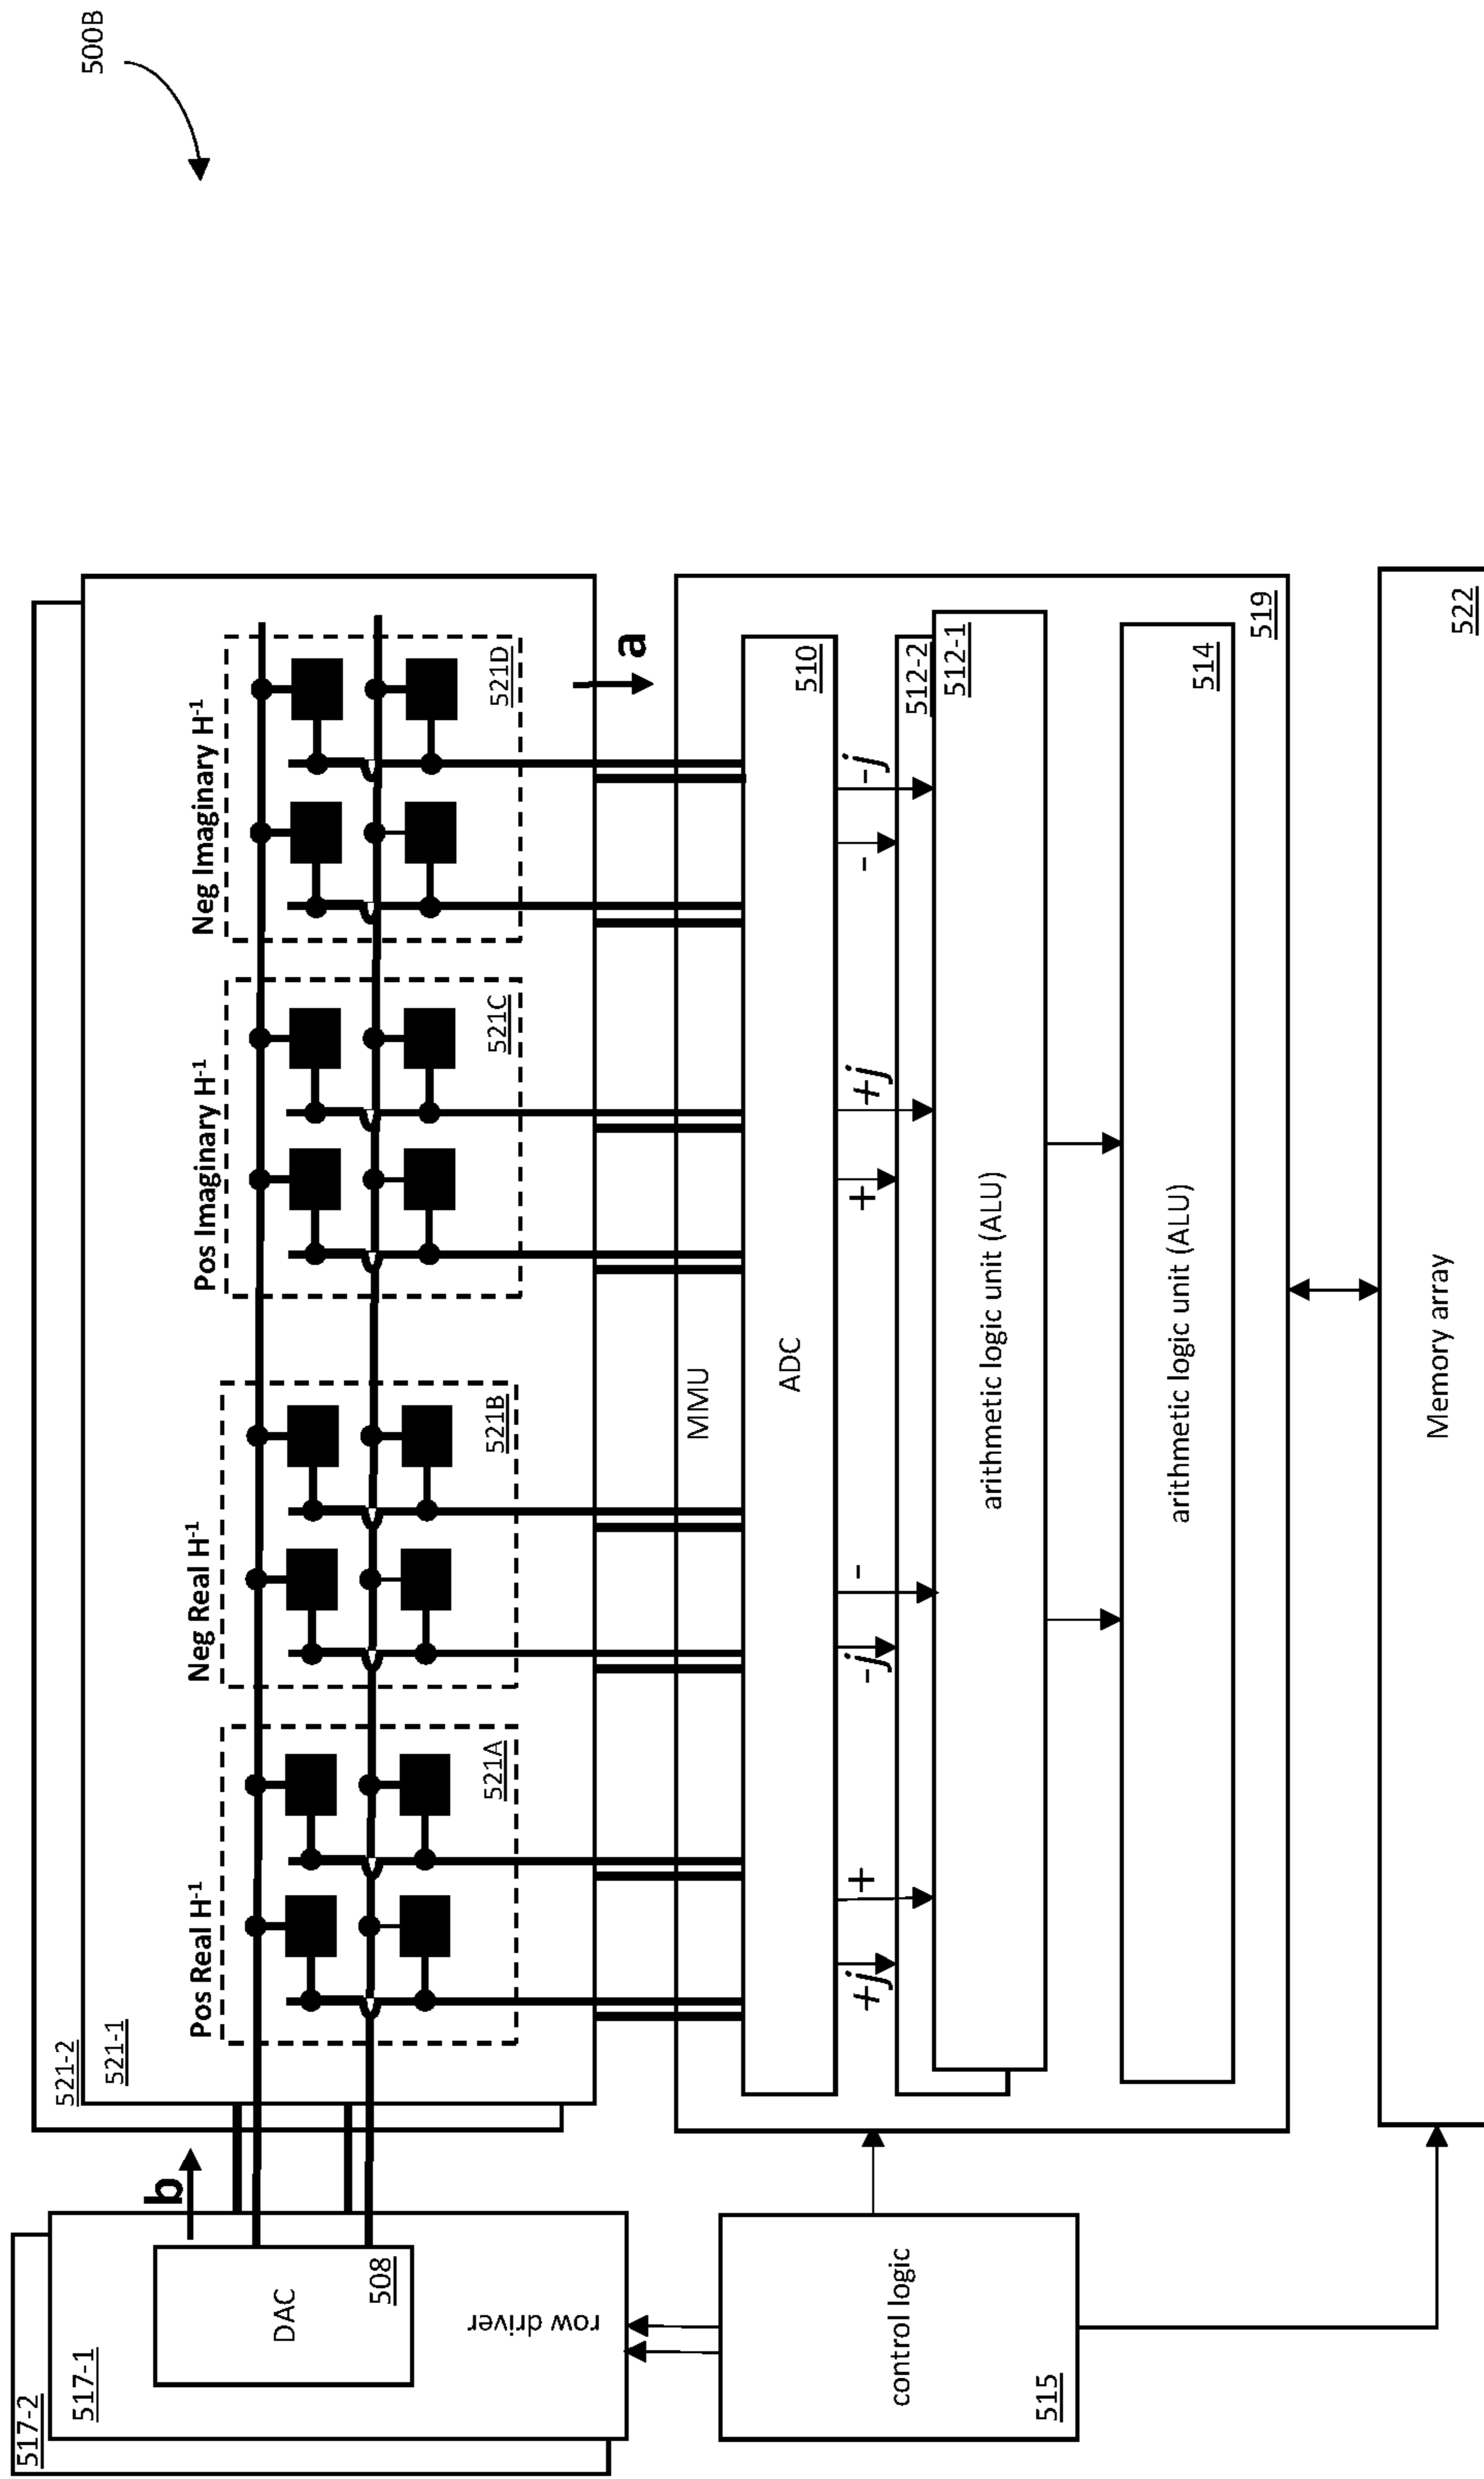 500B
521-2
521-1
Pos Real H-1
Neg Real H-1
Pos Imaginary H-1
Neg Imaginary H-1
521A
521B
521C
521D
517-2
517-1
DAC
508
row driver
b
a
MMU
ADC
510
+j
+
-j
-
+
+j
-
-j
512-2
512-1
arithmetic logic unit (ALU)
arithmetic logic unit (ALU)
514
519
control logic
515
Memory array
522